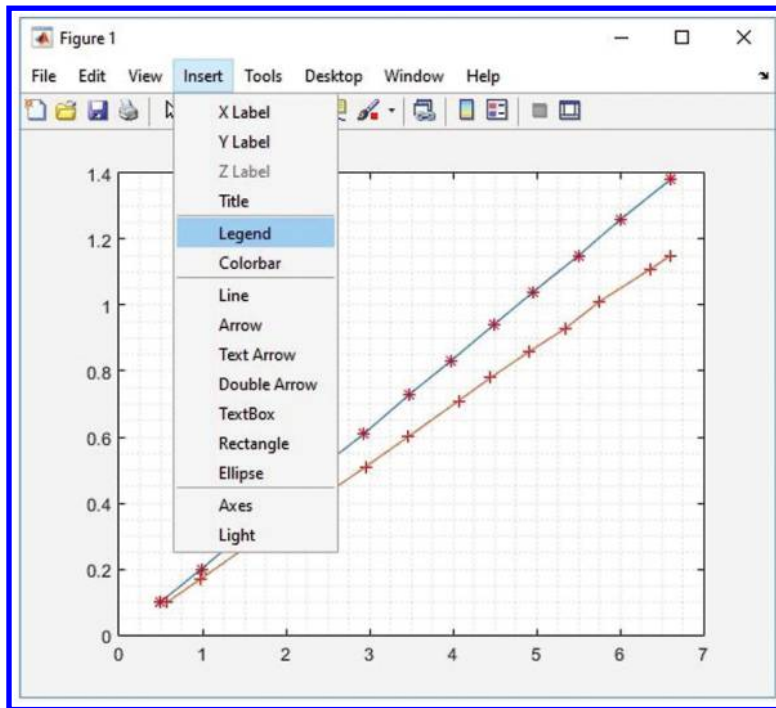 Figure 1
File Edit View Insert Tools Desktop Window Help
X Label
Y Label
Z Label
Title
Legend
Colorbar
Line
Arrow
Text Arrow
Double Arrow
TextBox
Rectangle
Ellipse
Axes
Light
1.4
1.2
1
0.8
0.6
0.4
0.2
0
0 1 2 3 4 5 6 7